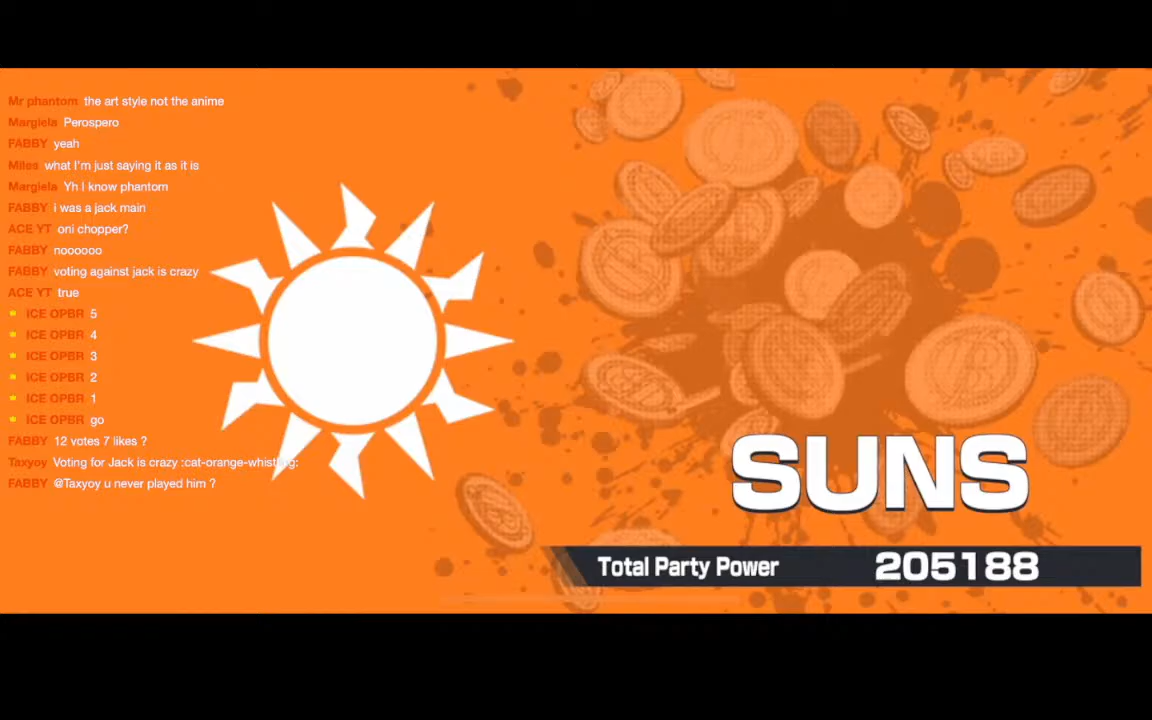 Mr phantom the art style not the anime
Margiela Perospero
FABBY yeah
Miles what I'm just saying it as it is
Margiela Yh I know phantom
FABBY i was a jack main
ACE YT oni chopper?
FABBY noooooo
FABBY voting against jack is crazy
ACE YT true
ICE OPBR 5
ICE OPBR 4
ICE OPBR 3
ICE OPBR 2
ICE OPBR 1
ICE OPBR go
FABBY 12 votes 7 likes ?
Taxyoy Voting for Jack is crazy :cat-orange-whistling:
FABBY @Taxyoy u never played him ?
SUNS
Total Party Power 205188